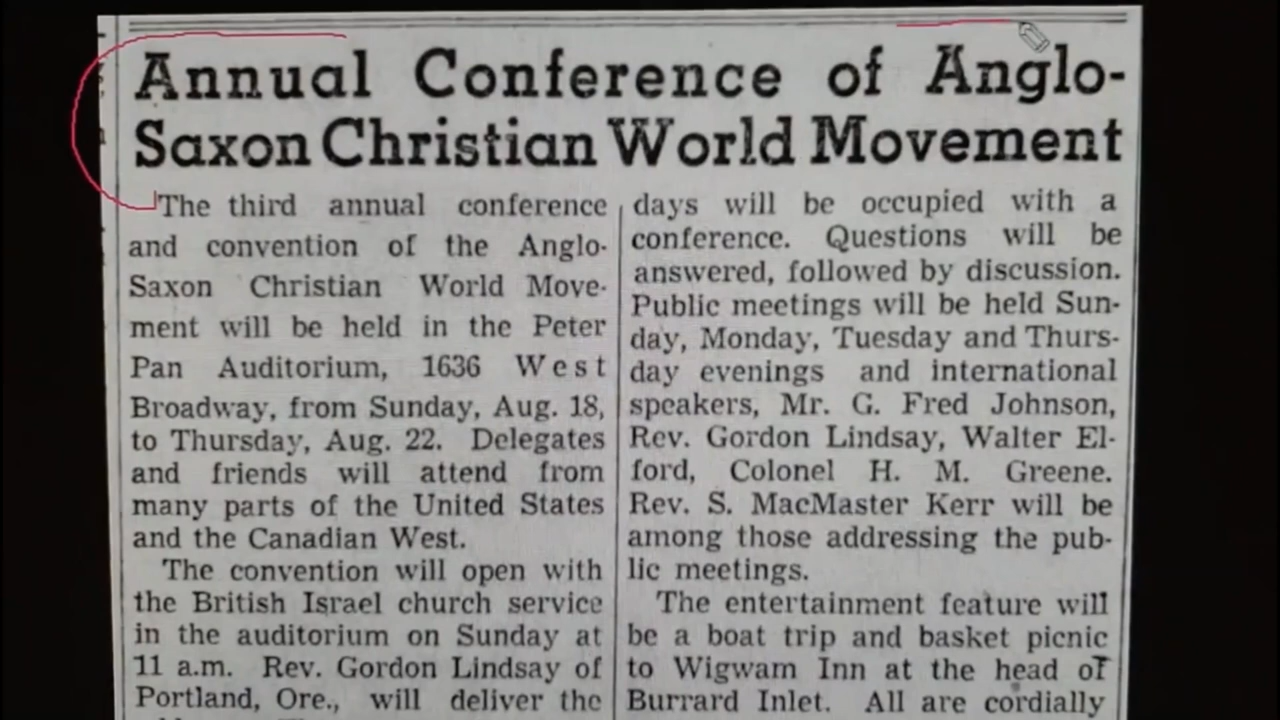 Annual Conference of Anglo-
Saxon Christian World Movement
The third annual conference
and convention of the Anglo-
Saxon Christian World Move-
ment will be held in the Peter
Pan Auditorium, 1636 West
Broadway, from Sunday, Aug. 18,
to Thursday, Aug. 22. Delegates
and friends will attend from
many parts of the United States
and the Canadian West.
The convention will open with
the British Israel church service
in the auditorium on Sunday at
11 a.m. Rev. Gordon Lindsay of
Portland, Ore., will deliver the
days will be occupied with a
conference. Questions will be
answered, followed by discussion.
Public meetings will be held Sun-
day, Monday, Tuesday and Thurs-
day evenings and international
speakers, Mr. G. Fred Johnson,
Rev. Gordon Lindsay, Walter El-
ford, Colonel H. M. Greene.
Rev. S. MacMaster Kerr will be
among those addressing the pub-
lic meetings.
The entertainment feature will
be a boat trip and basket picnic
to Wigwam Inn at the head of
Burrard Inlet. All are cordially